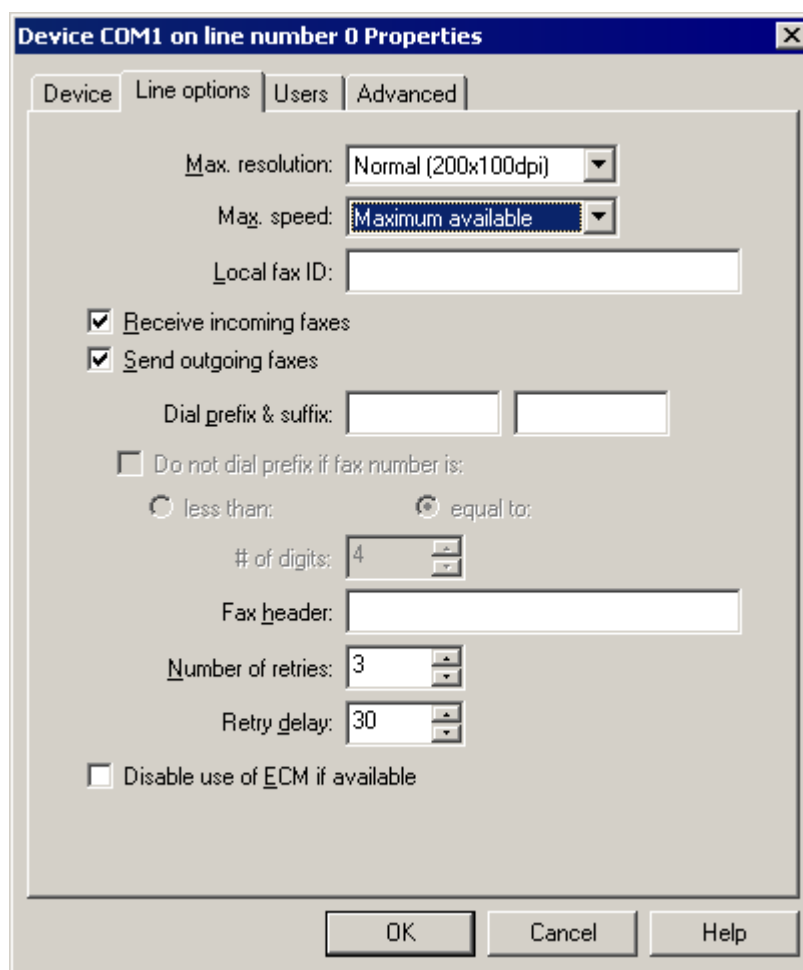 Device COM1 on line number 0 Properties
Device Line options Users Advanced
Max. resolution: Normal (200x100dpi)
Max. speed: Maximum available
Local fax ID:
Receive incoming faxes
Send outgoing faxes
Dial prefix & suffix:
Do not dial prefix if fax number is:
less than: equal to:
# of digits: 4
Fax header:
Number of retries: 3
Retry delay: 30
Disable use of ECM if available
OK Cancel Help